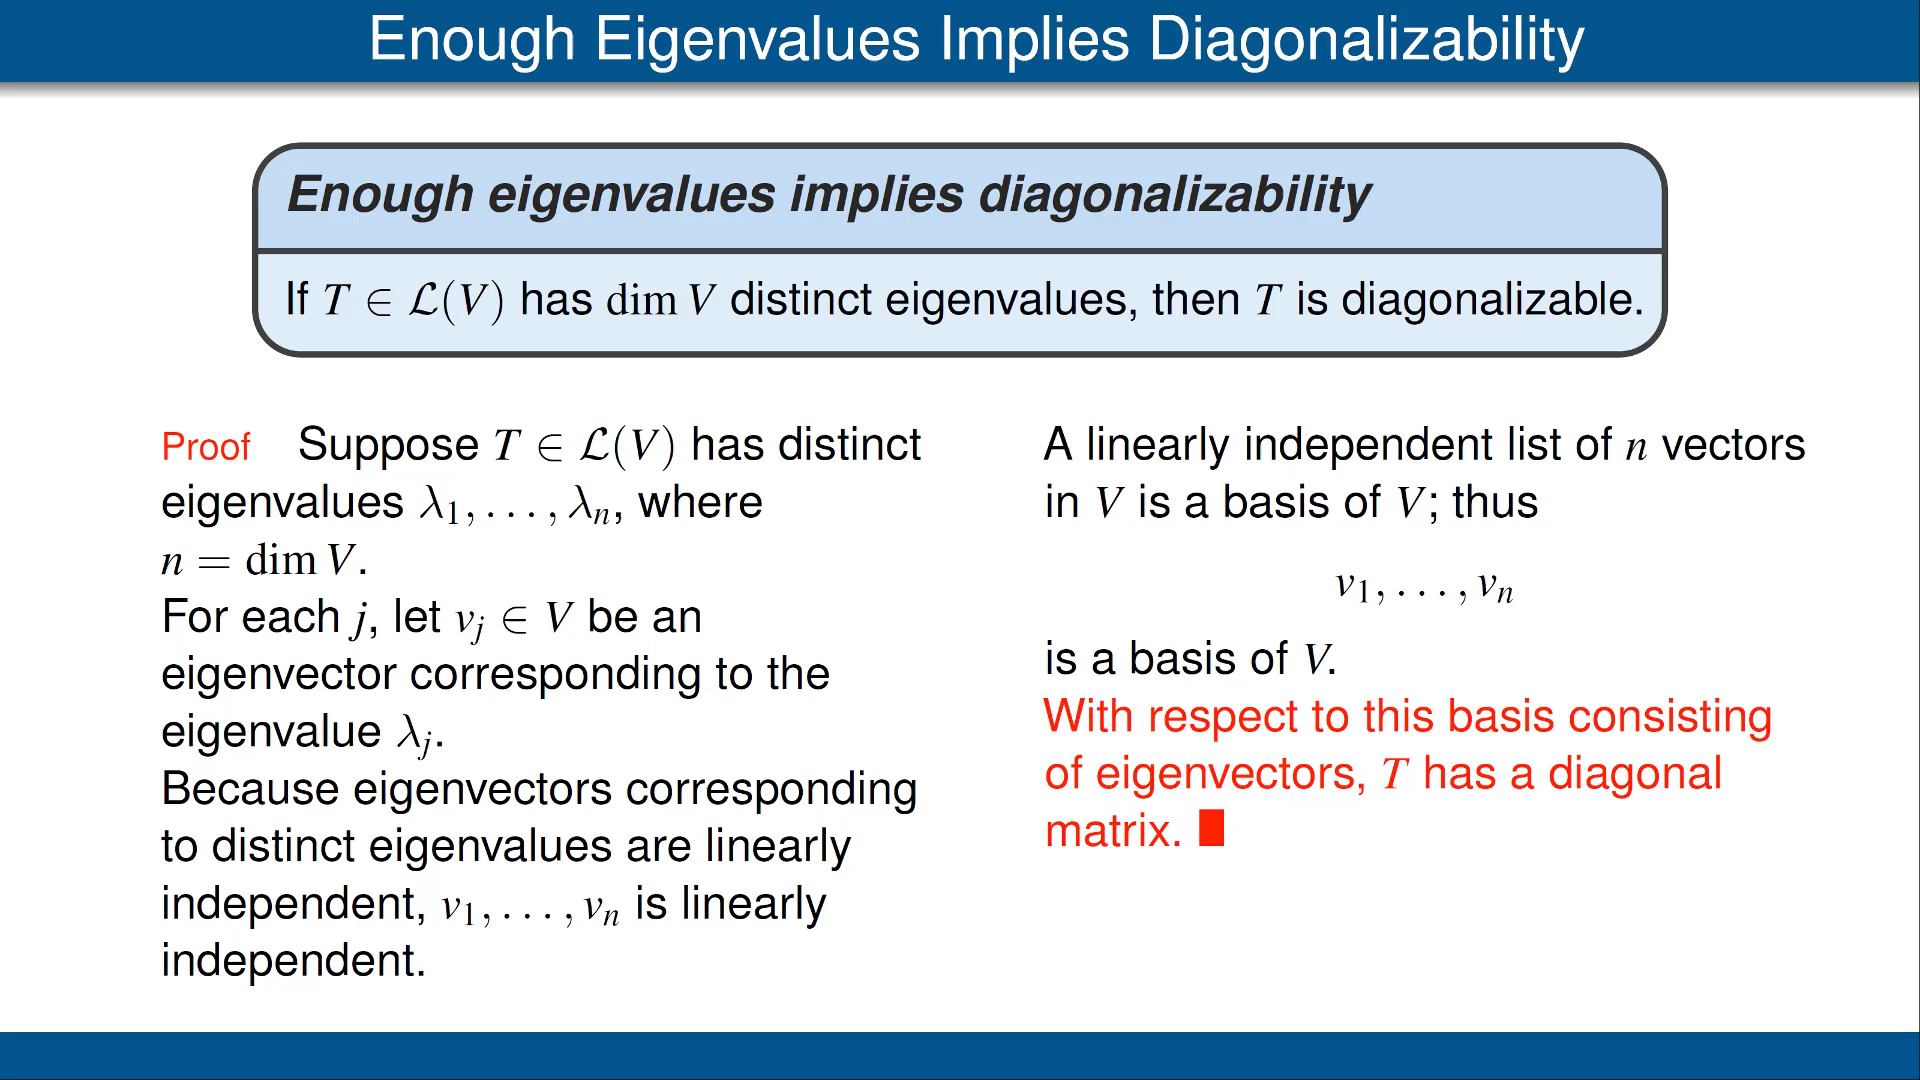 Enough Eigenvalues Implies Diagonalizability
Enough eigenvalues implies diagonalizability
If T ∈ ℒ(V) has dim V distinct eigenvalues, then T is diagonalizable.
Proof Suppose T ∈ ℒ(V) has distinct
eigenvalues λ₁, . . . , λₙ, where
n = dim V.
For each j, let vⱼ ∈ V be an
eigenvector corresponding to the
eigenvalue λⱼ.
Because eigenvectors corresponding
to distinct eigenvalues are linearly
independent, v₁, . . . , vₙ is linearly
independent.
A linearly independent list of n vectors
in V is a basis of V; thus
v₁, . . . , vₙ
is a basis of V.
With respect to this basis consisting
of eigenvectors, T has a diagonal
matrix. ■